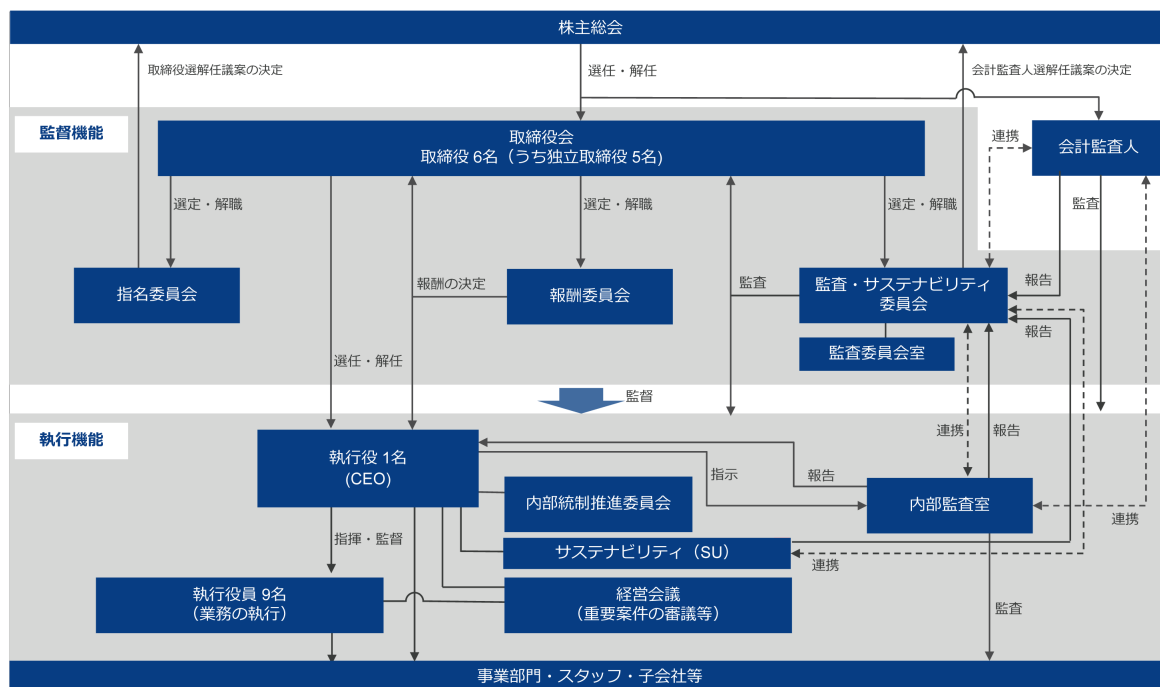 株主総会
取締役選解任議案の決定
選任・解任
会計監査人選解任議案の決定
監督機能
取締役会
取締役 6名（うち独立取締役 5名)
連携
会計監査人
選定・解職
選定・解職
選定・解職
監査
指名委員会
報酬の決定
報酬委員会
監査
監査・サステナビリティ
委員会
報告
報告
監査委員会室
選任・解任
監督
執行機能
執行役 1名
(CEO)
連携
報告
指示
報告
内部統制推進委員会
内部監査室
連携
指揮・監督
サステナビリティ（SU）
連携
執行役員 9名
（業務の執行）
経営会議
（重要案件の審議等）
監査
事業部門・スタッフ・子会社等